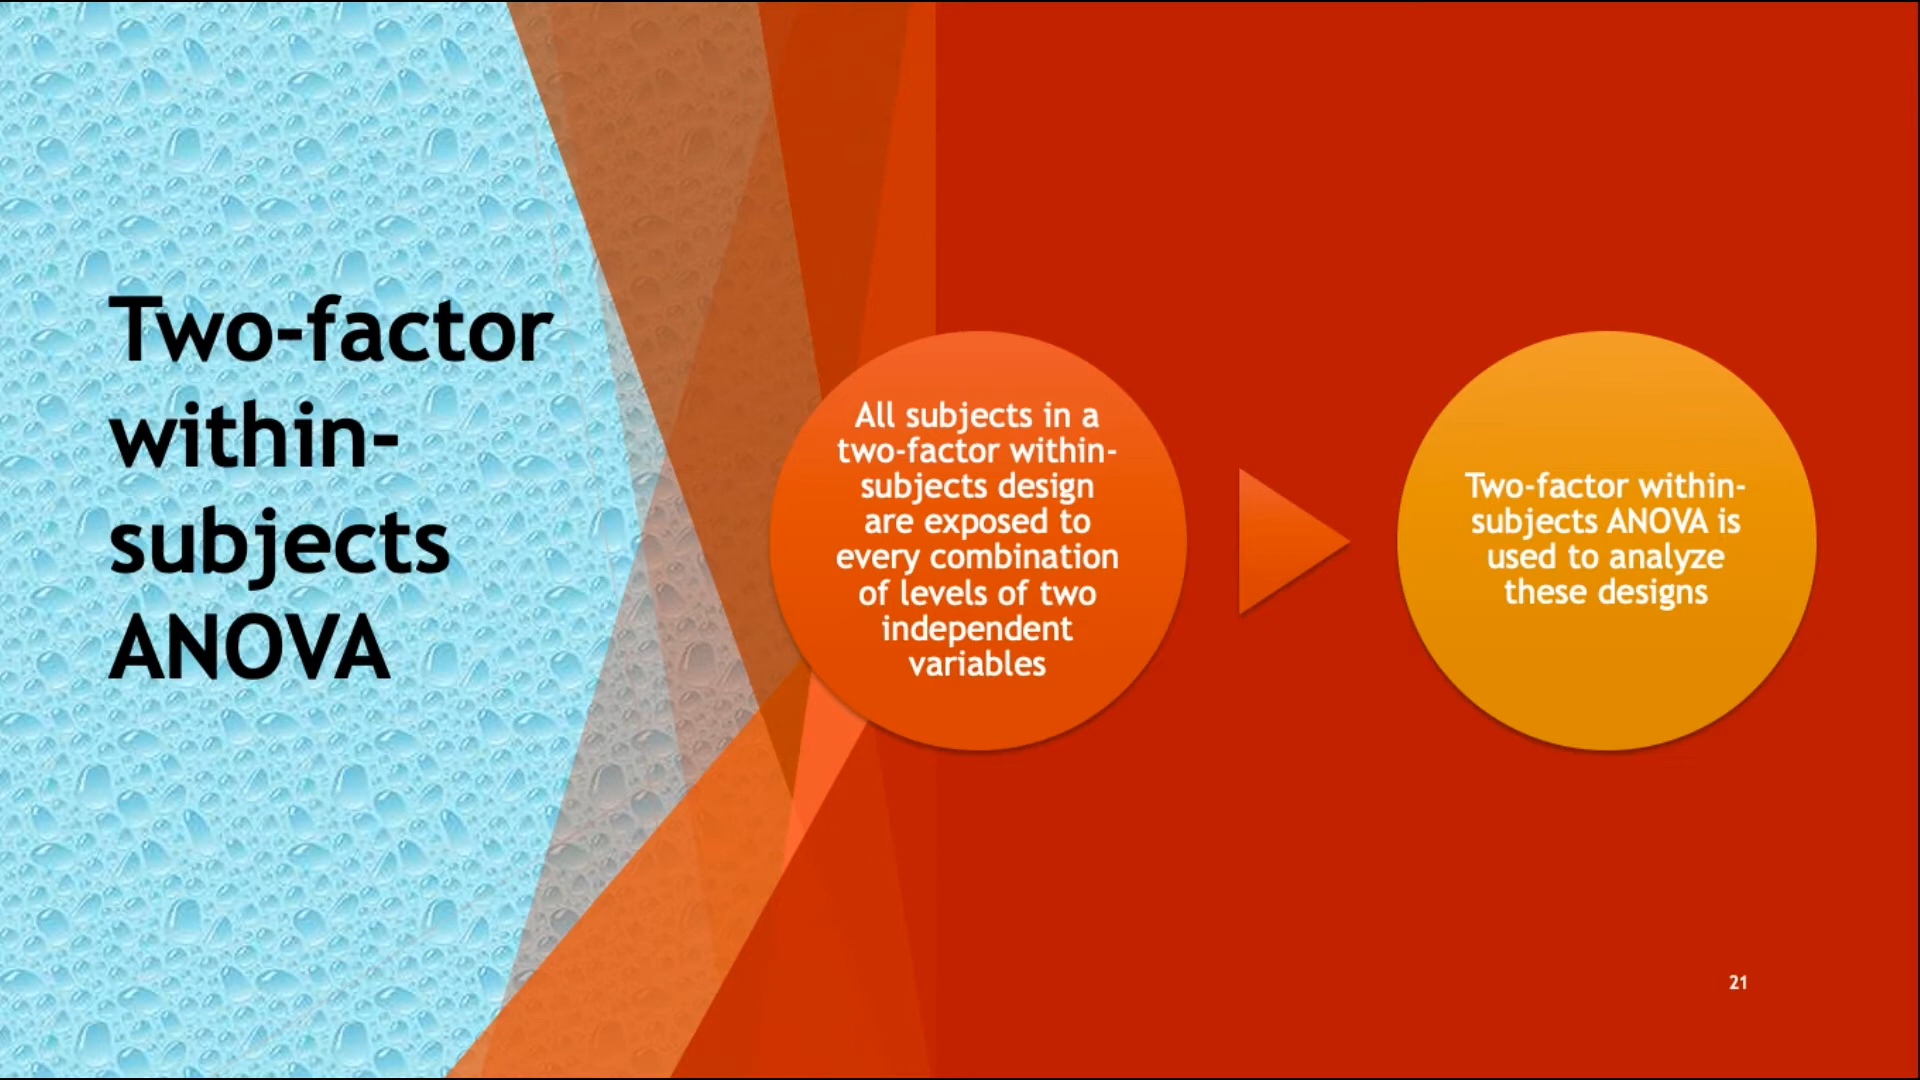 Two-factor
within-
subjects
ANOVA
All subjects in a
two-factor within-
subjects design
are exposed to
every combination
of levels of two
independent
variables
Two-factor within-
subjects ANOVA is
used to analyze
these designs
21